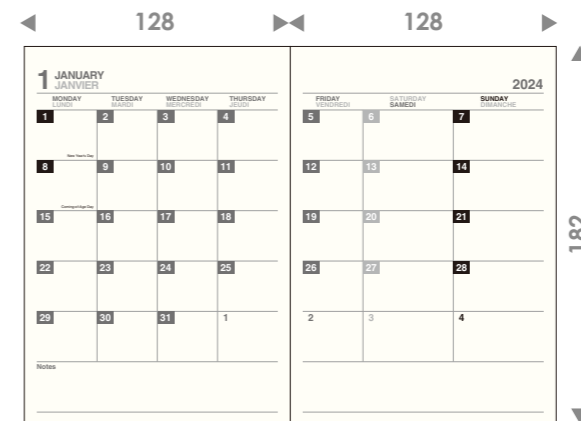 128 128
1 JANUARY
JANVIER
2024
MONDAY TUESDAY WEDNESDAY THURSDAY FRIDAY SATURDAY SUNDAY
LUNDI MARDI MERCREDI JEUDI VENDREDI SAMEDI DIMANCHE
1 2 3 4 5 6 7
New Year's Day
8 9 10 11 12 13 14
Coming-of-Age Day
15 16 17 18 19 20 21
22 23 24 25 26 27 28
29 30 31 1 2 3 4
Notes
182